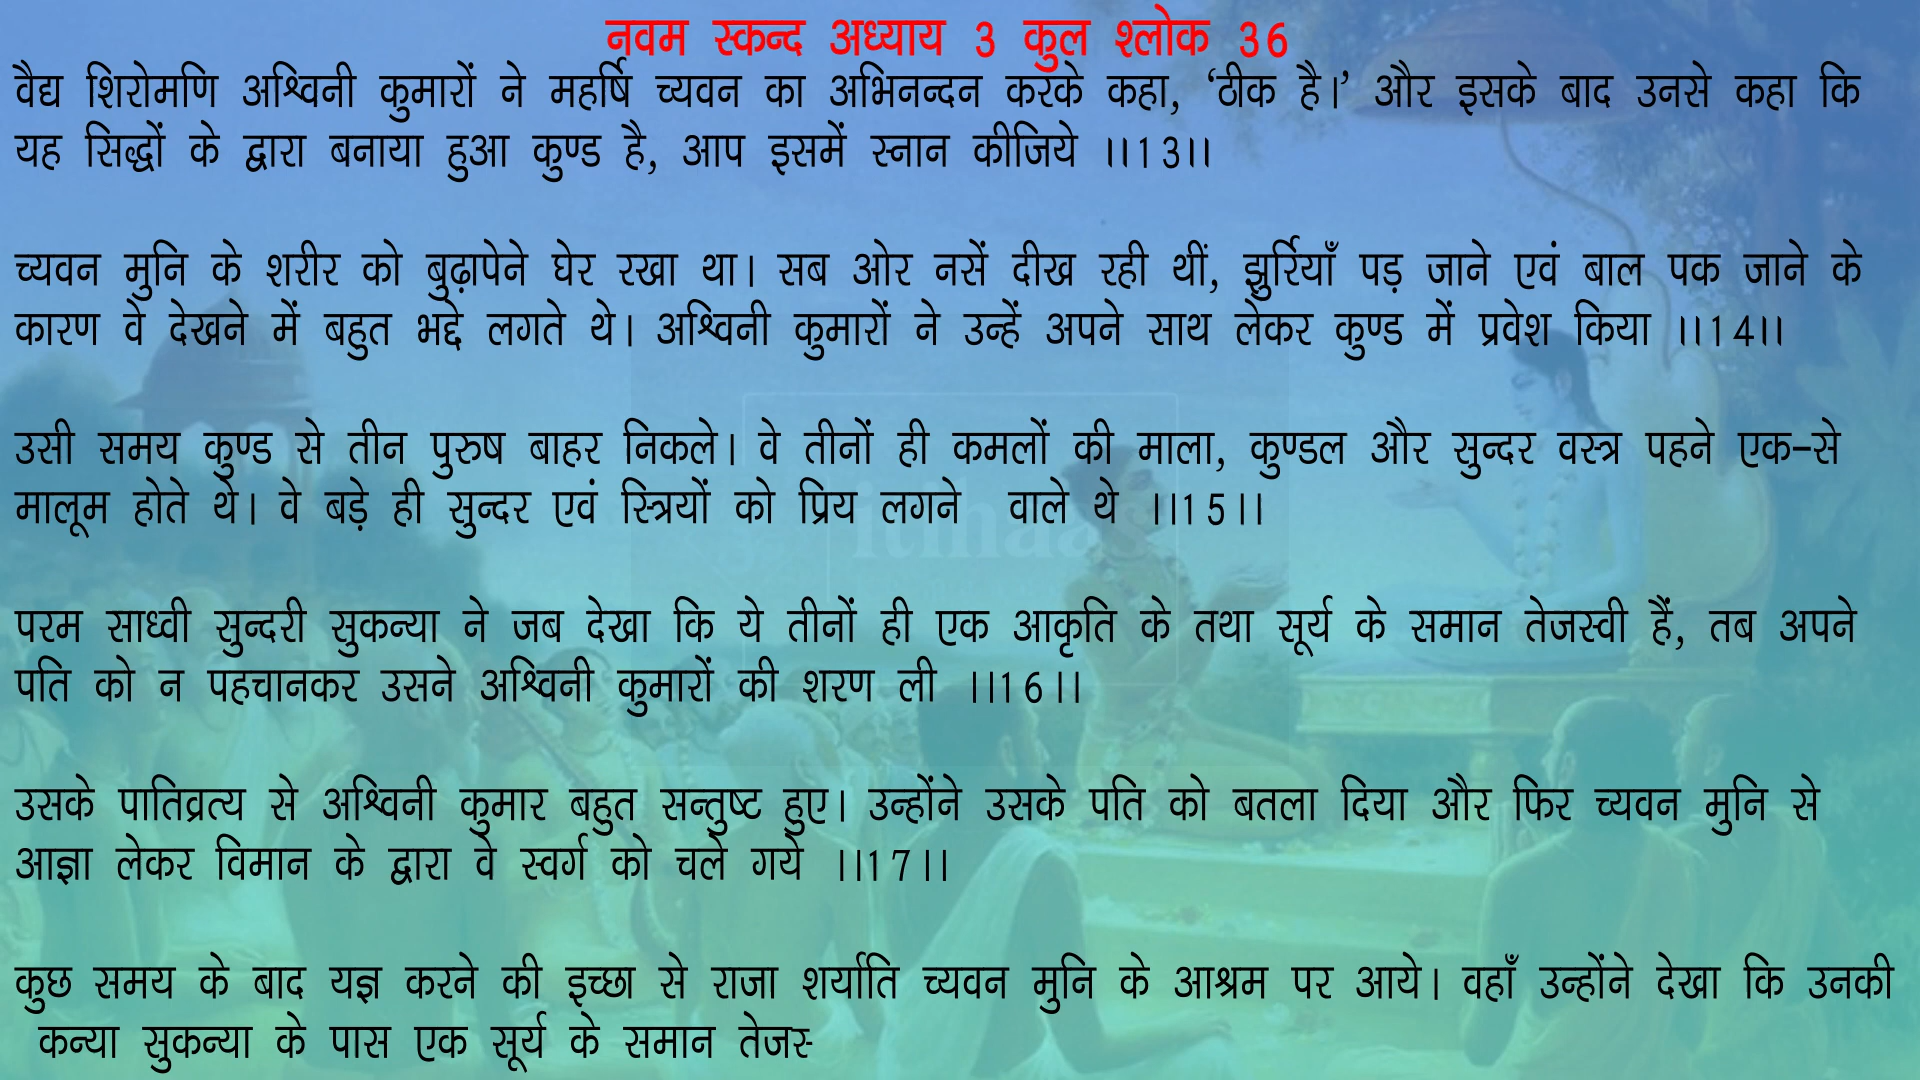 नवम स्कन्द अध्याय 3 कुल श्लोक 36
वैद्य शिरोमणि अश्विनी कुमारों ने महर्षि च्यवन का अभिनन्दन करके कहा, ‘ठीक है।’ और इसके बाद उनसे कहा कि
यह सिद्धों के द्वारा बनाया हुआ कुण्ड है, आप इसमें स्नान कीजिये ।।13।।
च्यवन मुनि के शरीर को बुढ़ापेने घेर रखा था। सब ओर नसें दीख रही थीं, झुर्रियाँ पड़ जाने एवं बाल पक जाने के
कारण वे देखने में बहुत भद्दे लगते थे। अश्विनी कुमारों ने उन्हें अपने साथ लेकर कुण्ड में प्रवेश किया ।।14।।
उसी समय कुण्ड से तीन पुरुष बाहर निकले। वे तीनों ही कमलों की माला, कुण्डल और सुन्दर वस्त्र पहने एक-से
मालूम होते थे। वे बड़े ही सुन्दर एवं स्त्रियों को प्रिय लगने वाले थे ।।15।।
परम साध्वी सुन्दरी सुकन्या ने जब देखा कि ये तीनों ही एक आकृति के तथा सूर्य के समान तेजस्वी हैं, तब अपने
पति को न पहचानकर उसने अश्विनी कुमारों की शरण ली ।।16।।
उसके पातिव्रत्य से अश्विनी कुमार बहुत सन्तुष्ट हुए। उन्होंने उसके पति को बतला दिया और फिर च्यवन मुनि से
आज्ञा लेकर विमान के द्वारा वे स्वर्ग को चले गये ।।17।।
कुछ समय के बाद यज्ञ करने की इच्छा से राजा शर्याति च्यवन मुनि के आश्रम पर आये। वहाँ उन्होंने देखा कि उनकी
कन्या सुकन्या के पास एक सूर्य के समान तेजस्
itihaas